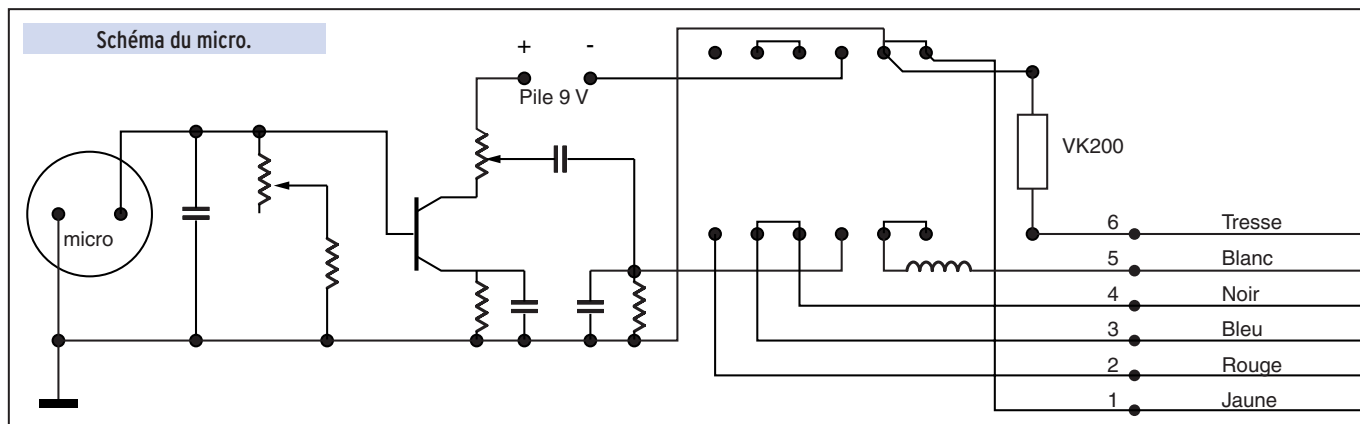 Schéma du micro.
+ -
Pile 9 V
micro
VK200
6 Tresse
5 Blanc
4 Noir
3 Bleu
2 Rouge
1 Jaune